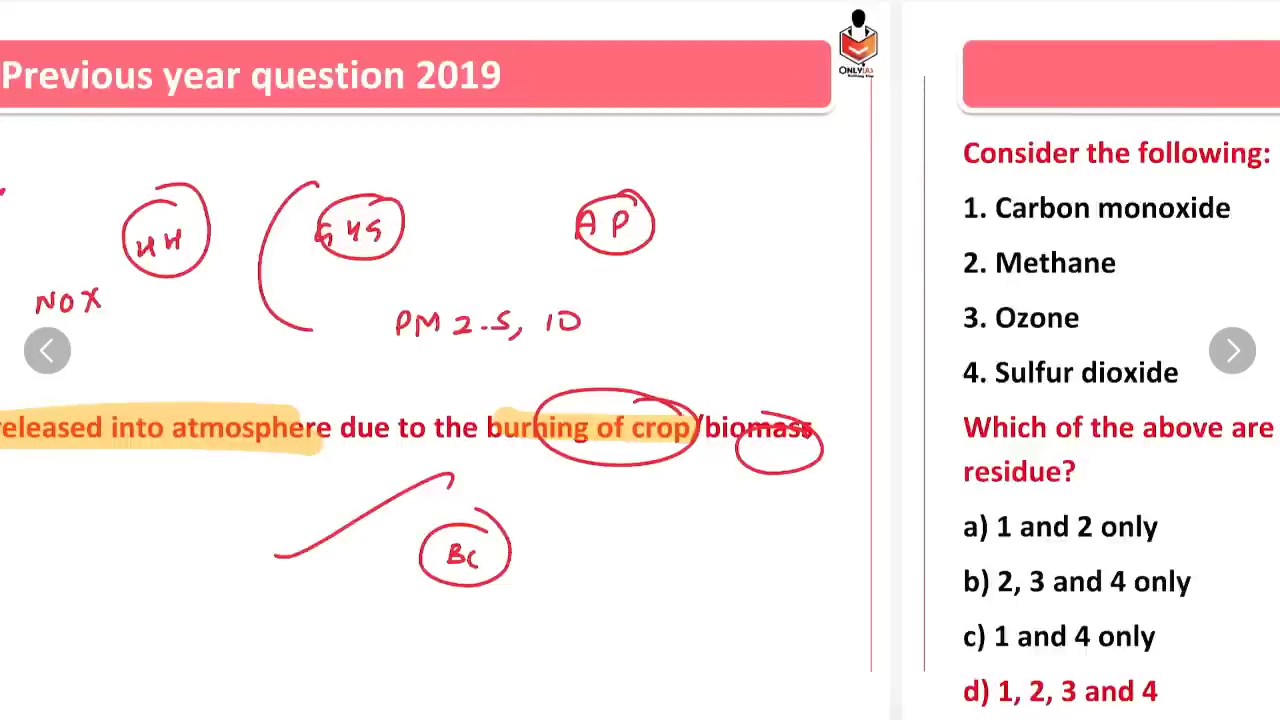 Previous year question 2019
ONLYIAS
HH
GHG
AP
NOX
PM 2.5, 10
released into atmosphere due to the burning of crop/biomass
BC
Consider the following:
1. Carbon monoxide
2. Methane
3. Ozone
4. Sulfur dioxide
Which of the above are
residue?
a) 1 and 2 only
b) 2, 3 and 4 only
c) 1 and 4 only
d) 1, 2, 3 and 4